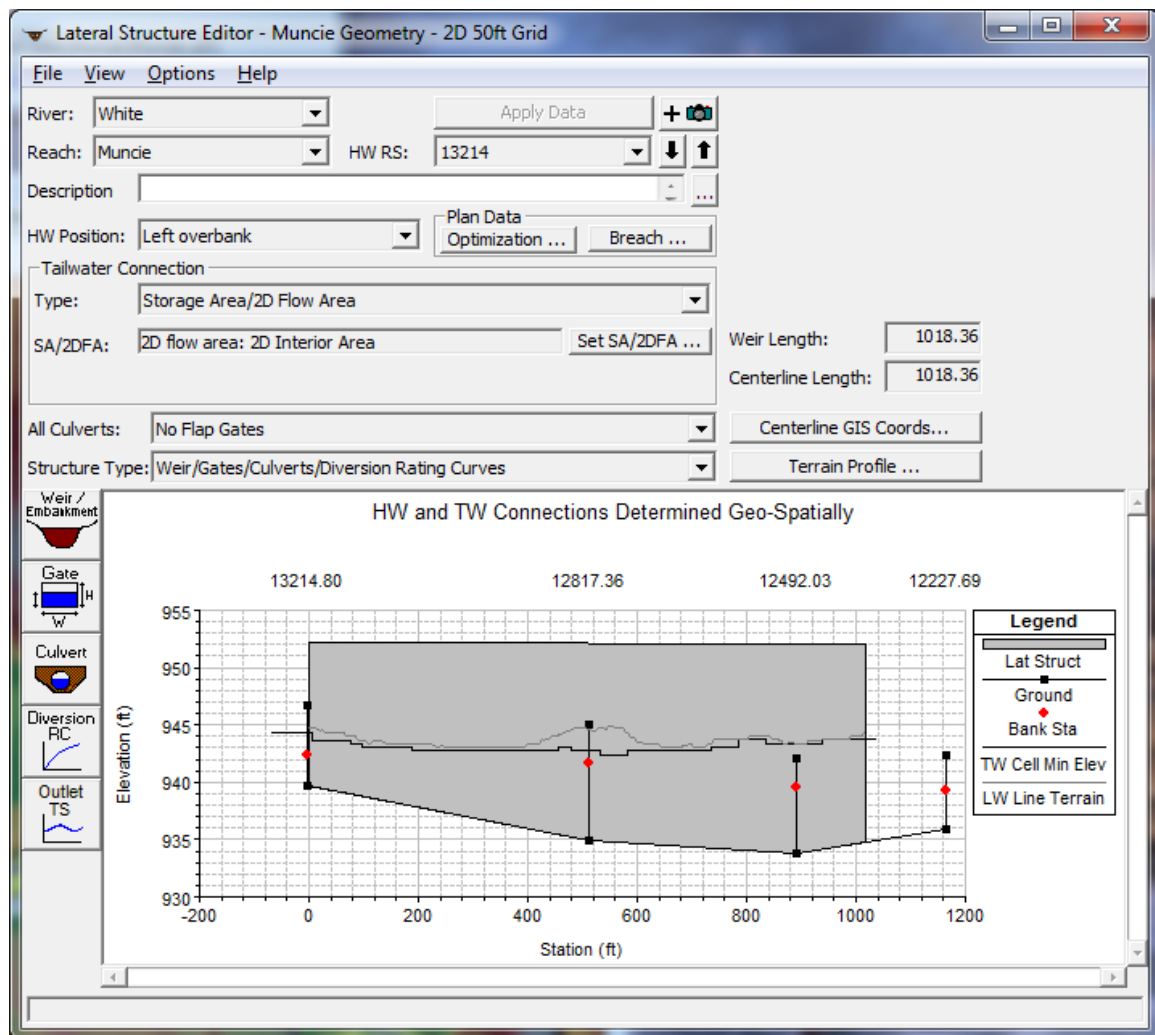 Lateral Structure Editor - Muncie Geometry - 2D 50ft Grid
File View Options Help
River: White Apply Data +
Reach: Muncie HW RS: 13214
Description ...
Plan Data
HW Position: Left overbank Optimization ... Breach ...
Tailwater Connection
Type: Storage Area/2D Flow Area
SA/2DFA: 2D flow area: 2D Interior Area Set SA/2DFA ... Weir Length: 1018.36
Centerline Length: 1018.36
All Culverts: No Flap Gates Centerline GIS Coords...
Structure Type: Weir/Gates/Culverts/Diversion Rating Curves Terrain Profile ...
Weir / Embankment
Gate
H
W
Culvert
Diversion RC
Outlet TS
HW and TW Connections Determined Geo-Spatially
13214.80 12817.36 12492.03 12227.69
955
950
945
940
935
930
Elevation (ft)
-200 0 200 400 600 800 1000 1200
Station (ft)
Legend
Lat Struct
Ground
Bank Sta
TW Cell Min Elev
LW Line Terrain